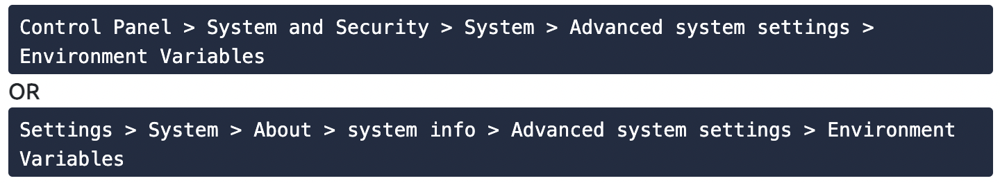 Control Panel > System and Security > System > Advanced system settings >
Environment Variables
OR
Settings > System > About > system info > Advanced system settings > Environment
Variables